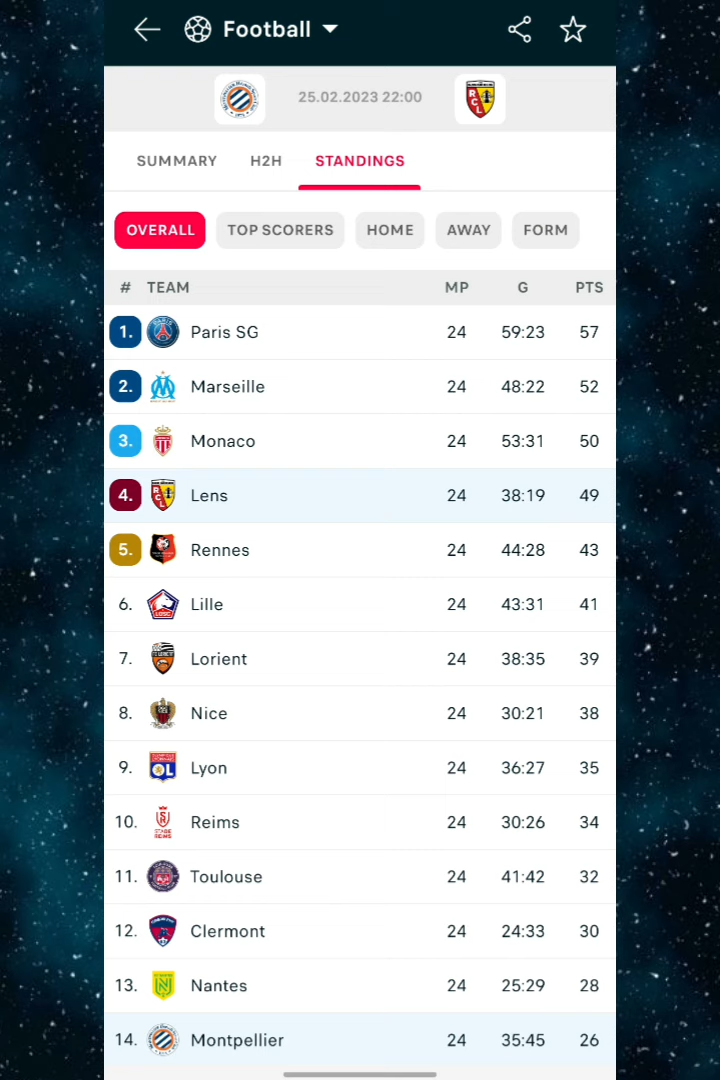 Football
25.02.2023 22:00
SUMMARY H2H STANDINGS
OVERALL TOP SCORERS HOME AWAY FORM
# TEAM MP G PTS
1. Paris SG 24 59:23 57
2. Marseille 24 48:22 52
3. Monaco 24 53:31 50
4. Lens 24 38:19 49
5. Rennes 24 44:28 43
6. Lille 24 43:31 41
7. Lorient 24 38:35 39
8. Nice 24 30:21 38
9. Lyon 24 36:27 35
10. Reims 24 30:26 34
11. Toulouse 24 41:42 32
12. Clermont 24 24:33 30
13. Nantes 24 25:29 28
14. Montpellier 24 35:45 26